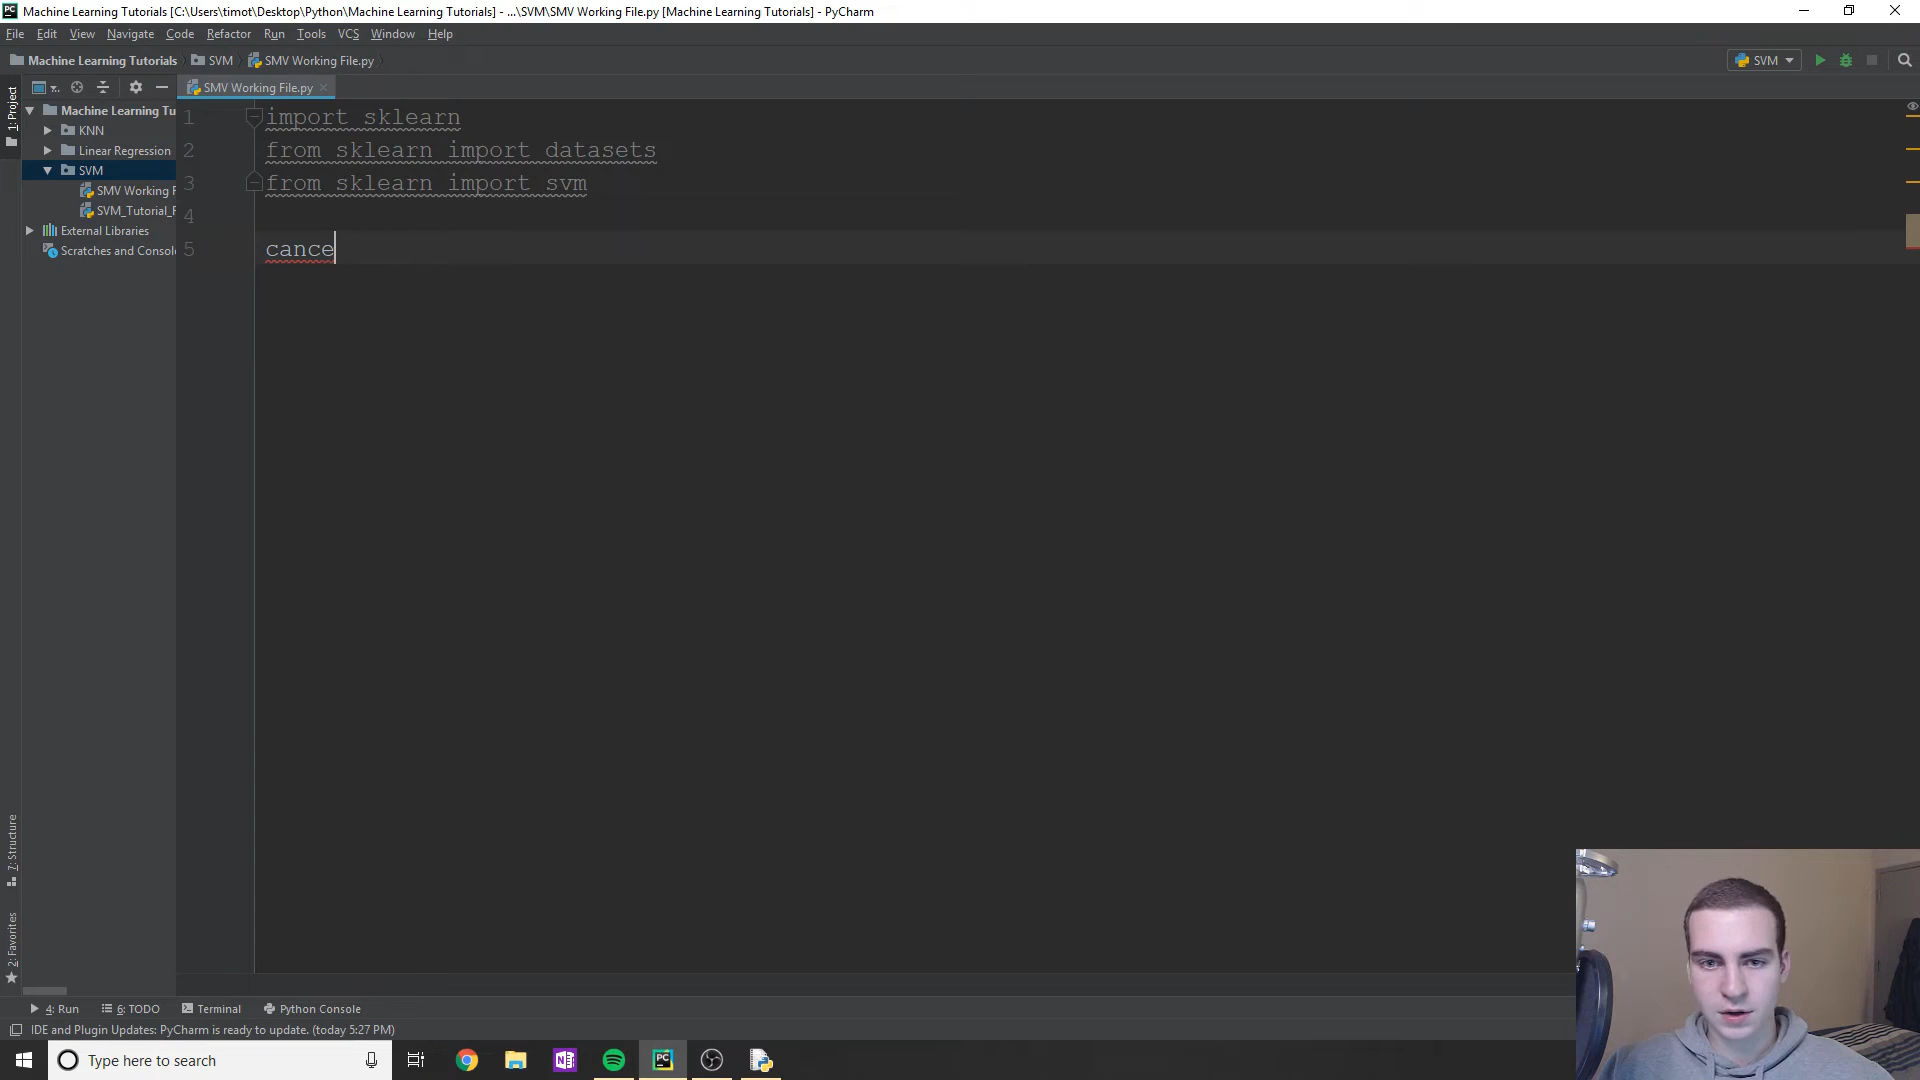 Machine Learning Tutorials [C:\Users\timot\Desktop\Python\Machine Learning Tutorials] - ...\SVM\SMV Working File.py [Machine Learning Tutorials] - PyCharm
File Edit View Navigate Code Refactor Run Tools VCS Window Help
Machine Learning Tutorials SVM SMV Working File.py
SVM
SMV Working File.py
1: Project
Machine Learning Tu
KNN
Linear Regression
SVM
SMV Working F
SVM_Tutorial_F
External Libraries
Scratches and Consol
1 import sklearn
2 from sklearn import datasets
3 from sklearn import svm
4
5 cance
7: Structure
2: Favorites
4: Run 6: TODO Terminal Python Console
IDE and Plugin Updates: PyCharm is ready to update. (today 5:27 PM)
Type here to search